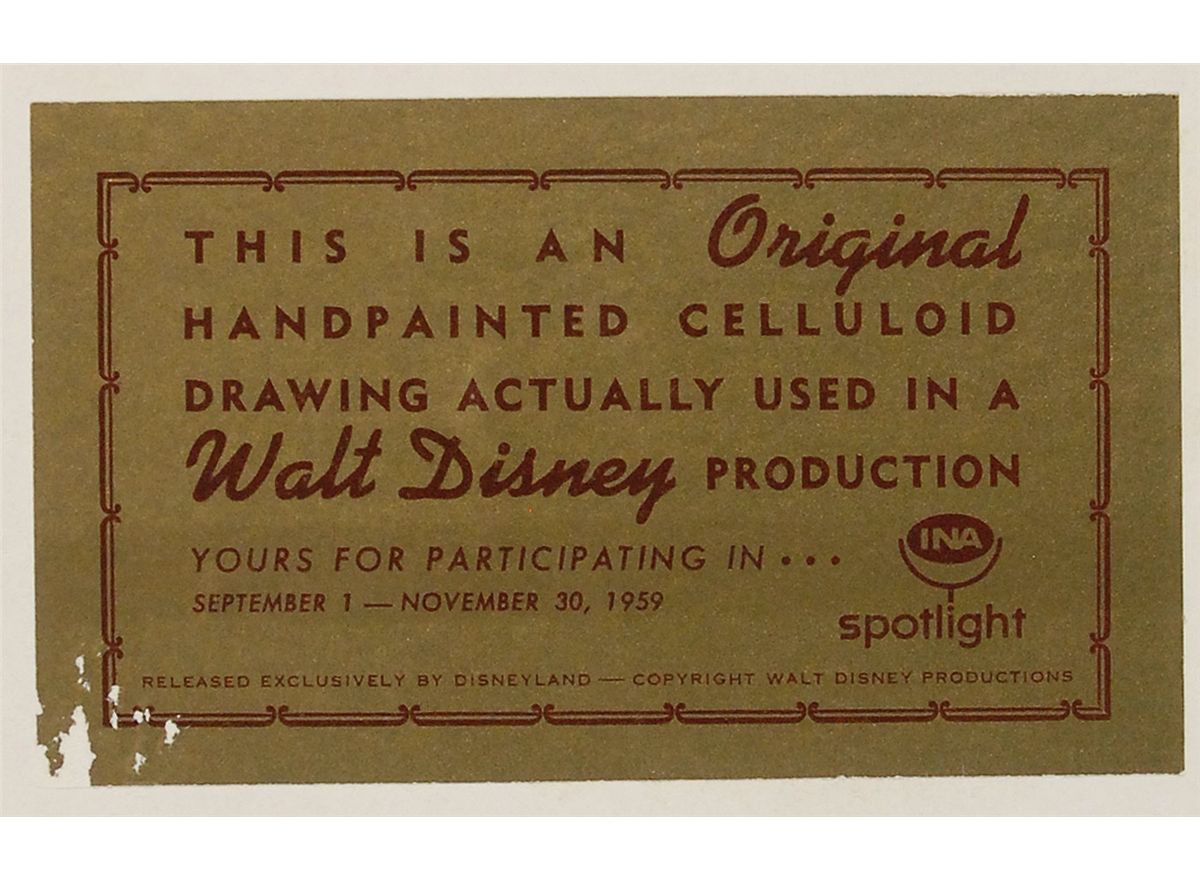 THIS IS AN Original
HANDPAINTED CELLULOID
DRAWING ACTUALLY USED IN A
Walt Disney PRODUCTION
YOURS FOR PARTICIPATING IN...
SEPTEMBER 1 — NOVEMBER 30, 1959
INA
spotlight
RELEASED EXCLUSIVELY BY DISNEYLAND — COPYRIGHT WALT DISNEY PRODUCTIONS